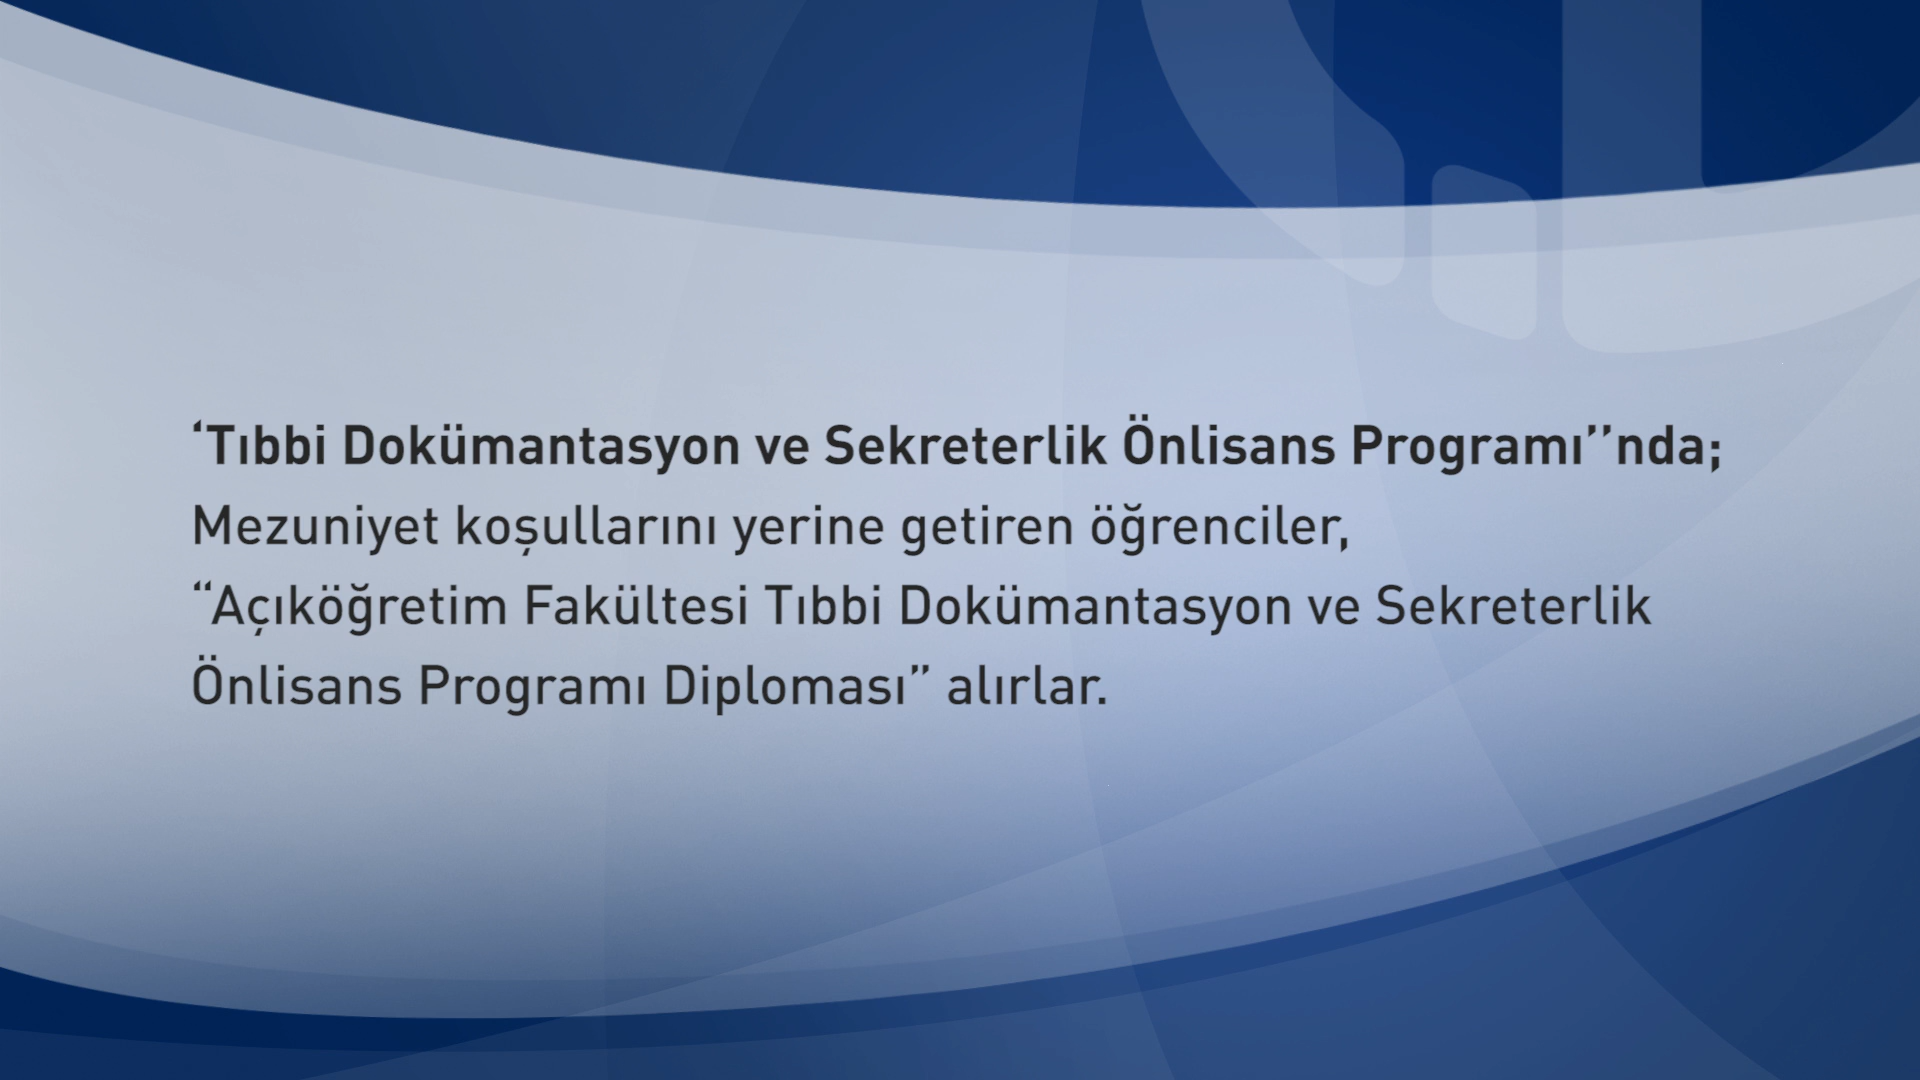 ‘Tıbbi Dokümantasyon ve Sekreterlik Önlisans Programı’’nda;
Mezuniyet koşullarını yerine getiren öğrenciler,
“Açıköğretim Fakültesi Tıbbi Dokümantasyon ve Sekreterlik
Önlisans Programı Diploması” alırlar.